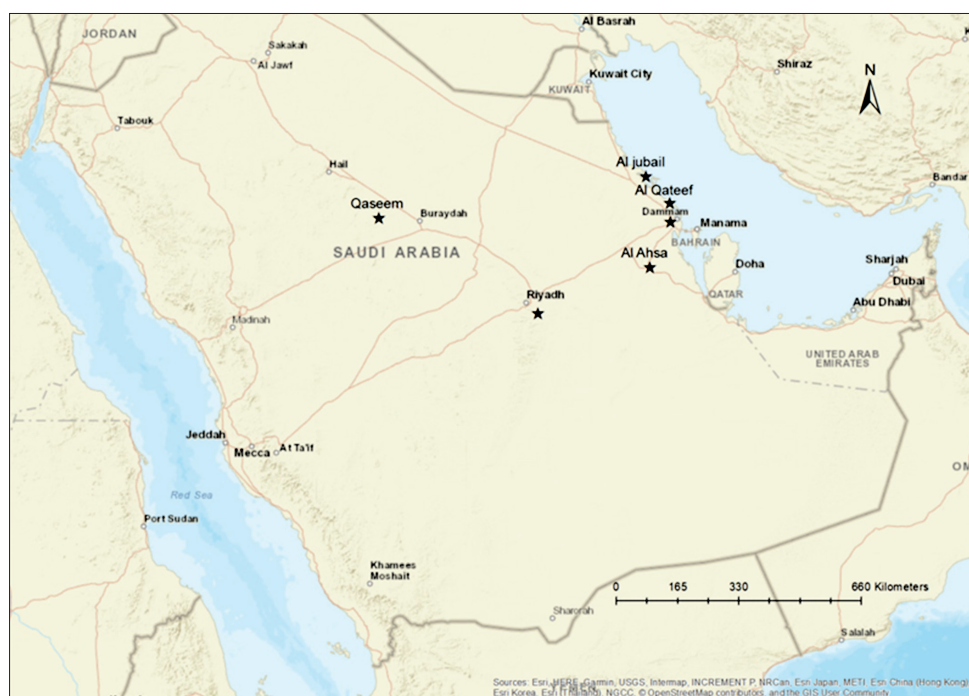 JORDAN
Al Basrah
Sakakah
Al Jawf
Shiraz
N
Kuwait City
KUWAIT
Tabouk
Al jubail
Hail
Bandar
Al Qateef
Qaseem
Buraydah
Dammam
Manama
SAUDI ARABIA
BAHRAIN
Al Ahsa
Doha
Sharjah
Dubai
Riyadh
QATAR
Abu Dhabi
Madinah
UNITED ARAB
EMIRATES
Jeddah
Mecca
At Ta'if
OM
Red Sea
Port Sudan
Khamees
Moshait
0 165 330 660 Kilometers
Sharorah
Salalah
Sources: Esri, HERE, Garmin, USGS, Intermap, INCREMENT P, NRCan, Esri Japan, METI, Esri China (Hong Kong),
Esri Korea, Esri (Thailand), NGCC, © OpenStreetMap contributors, and the GIS User Community